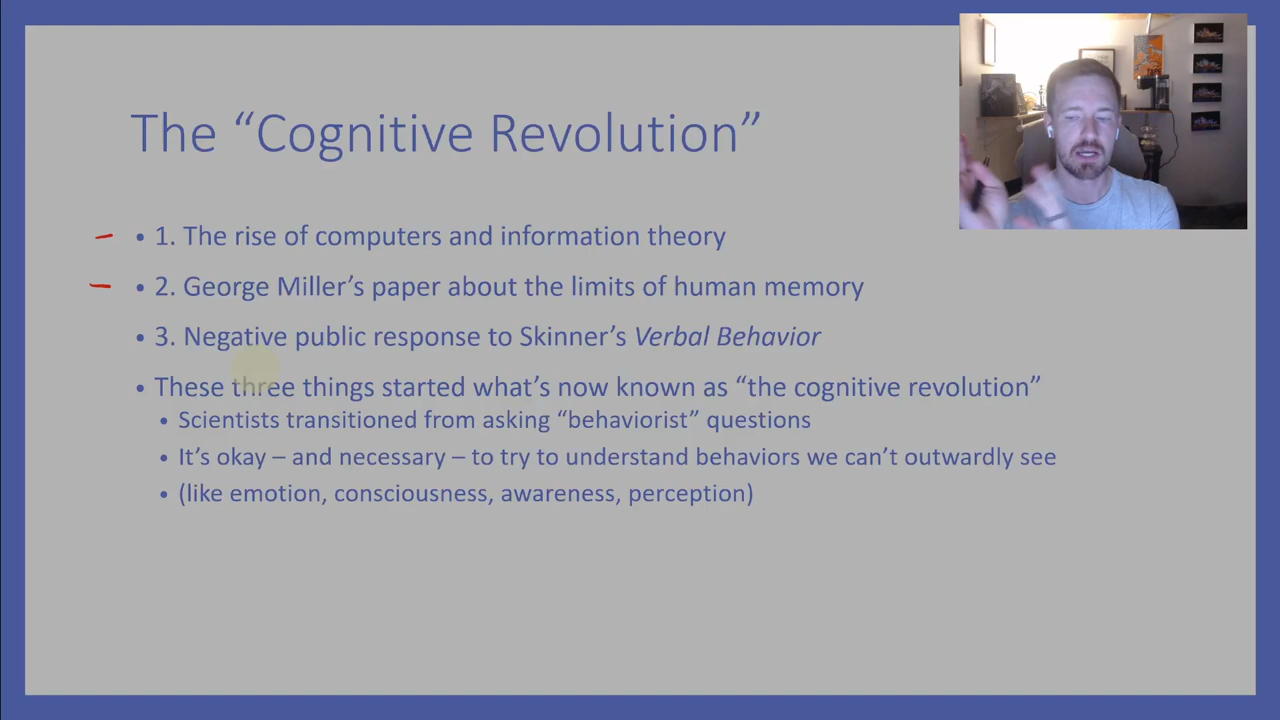 The “Cognitive Revolution”
• 1. The rise of computers and information theory
• 2. George Miller’s paper about the limits of human memory
• 3. Negative public response to Skinner’s Verbal Behavior
• These three things started what’s now known as “the cognitive revolution”
• Scientists transitioned from asking “behaviorist” questions
• It’s okay – and necessary – to try to understand behaviors we can’t outwardly see
• (like emotion, consciousness, awareness, perception)